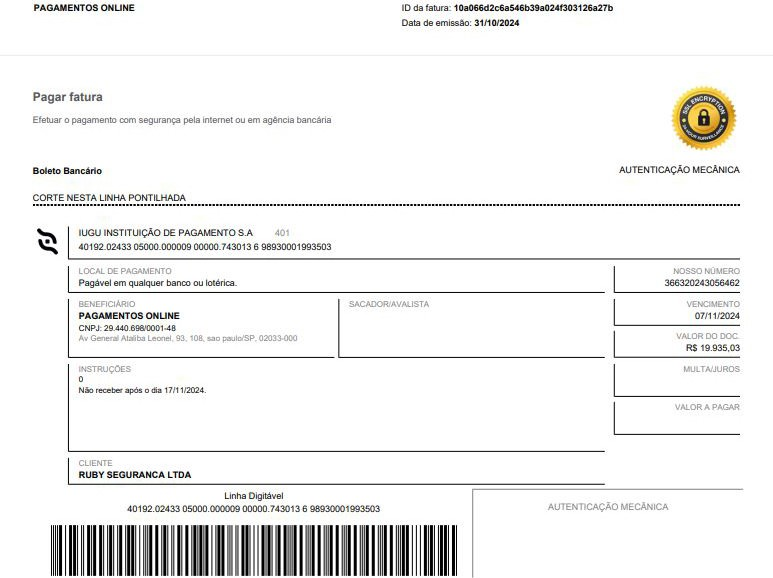 PAGAMENTOS ONLINE
ID da fatura: 10a066d2c6a546b39a024f303126a27b
Data de emissão: 31/10/2024
Pagar fatura
Efetuar o pagamento com segurança pela internet ou em agência bancária
SSL ENCRYPTION
24 HOUR SURVEILLANCE
Boleto Bancário
AUTENTICAÇÃO MECÂNICA
CORTE NESTA LINHA PONTILHADA
IUGU INSTITUIÇÃO DE PAGAMENTO S.A 401
40192.02433 05000.000009 00000.743013 6 98930001993503
LOCAL DE PAGAMENTO
Pagável em qualquer banco ou lotérica.
NOSSO NÚMERO
366320243056462
BENEFICIÁRIO
PAGAMENTOS ONLINE
CNPJ: 29.440.698/0001-48
Av General Ataliba Leonel, 93, 108, sao paulo/SP, 02033-000
SACADOR/AVALISTA
VENCIMENTO
07/11/2024
VALOR DO DOC.
R$ 19.935,03
INSTRUÇÕES
0
Não receber após o dia 17/11/2024.
MULTA/JUROS
VALOR A PAGAR
CLIENTE
RUBY SEGURANCA LTDA
Linha Digitável
40192.02433 05000.000009 00000.743013 6 98930001993503
AUTENTICAÇÃO MECÂNICA